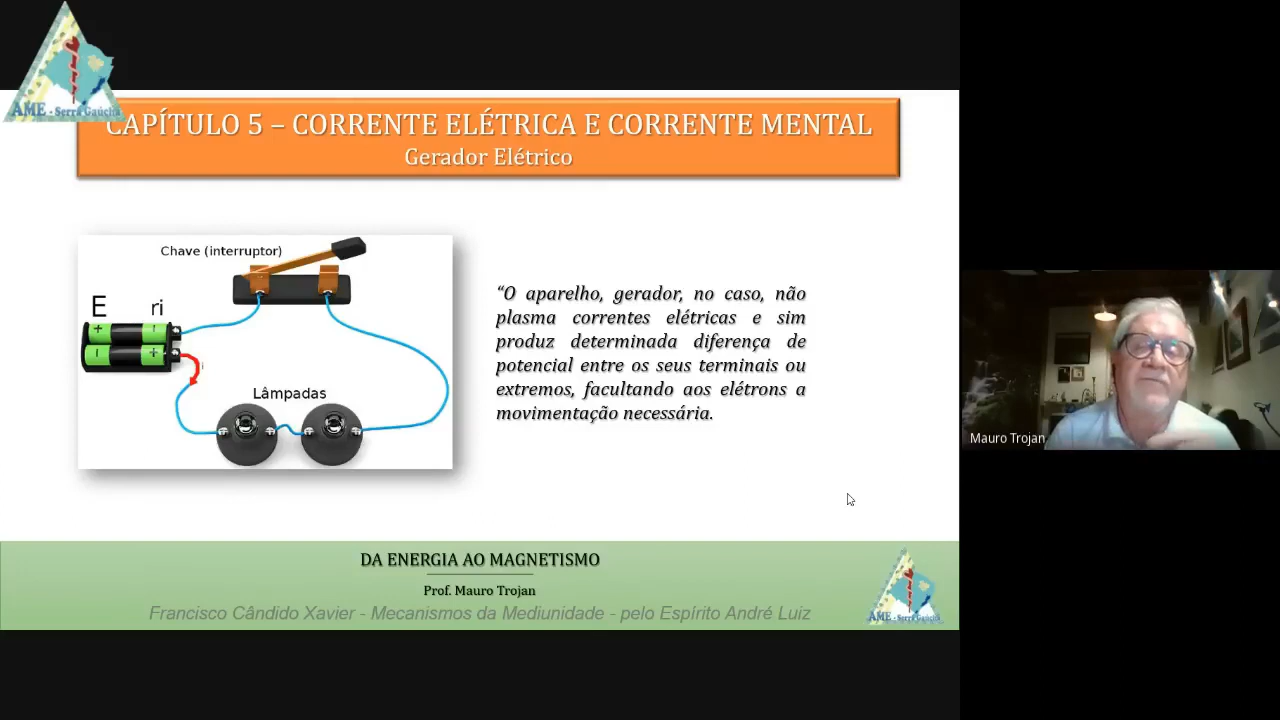 AME - Serra Gaúcha
CAPÍTULO 5 – CORRENTE ELÉTRICA E CORRENTE MENTAL
Gerador Elétrico
Chave (interruptor)
E ri
+ -
- +
i
Lâmpadas
“O aparelho, gerador, no caso, não
plasma correntes elétricas e sim
produz determinada diferença de
potencial entre os seus terminais ou
extremos, facultando aos elétrons a
movimentação necessária.
Mauro Trojan
DA ENERGIA AO MAGNETISMO
Prof. Mauro Trojan
Francisco Cândido Xavier - Mecanismos da Mediunidade - pelo Espírito André Luiz
AME - Serra Gaúcha